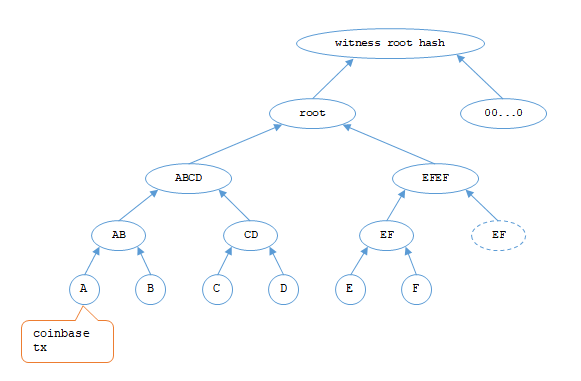 witness root hash
root
00...0
ABCD
EFEF
AB
CD
EF
EF
A
B
C
D
E
F
coinbase
tx